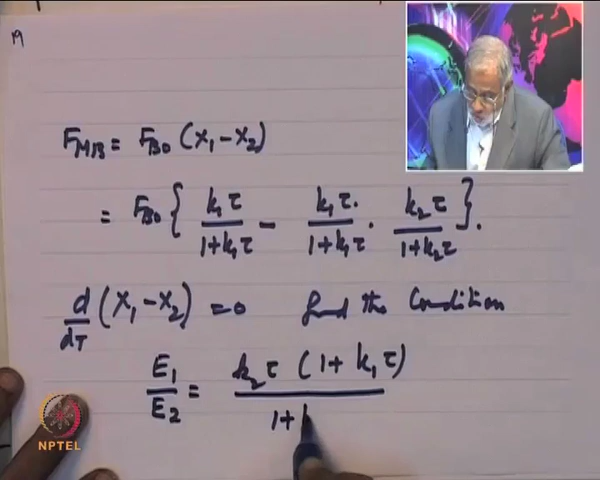 19
F_MB = F_B0 (X₁ - X₂)
= F_B0 { k₁τ / 1+k₁τ - k₁τ. / 1+k₁τ . k₂τ / 1+k₂τ }.
d/dT (X₁ - X₂) = 0 find the Condition
E₁/E₂ = k₂τ (1 + k₁τ) / 1+
NPTEL